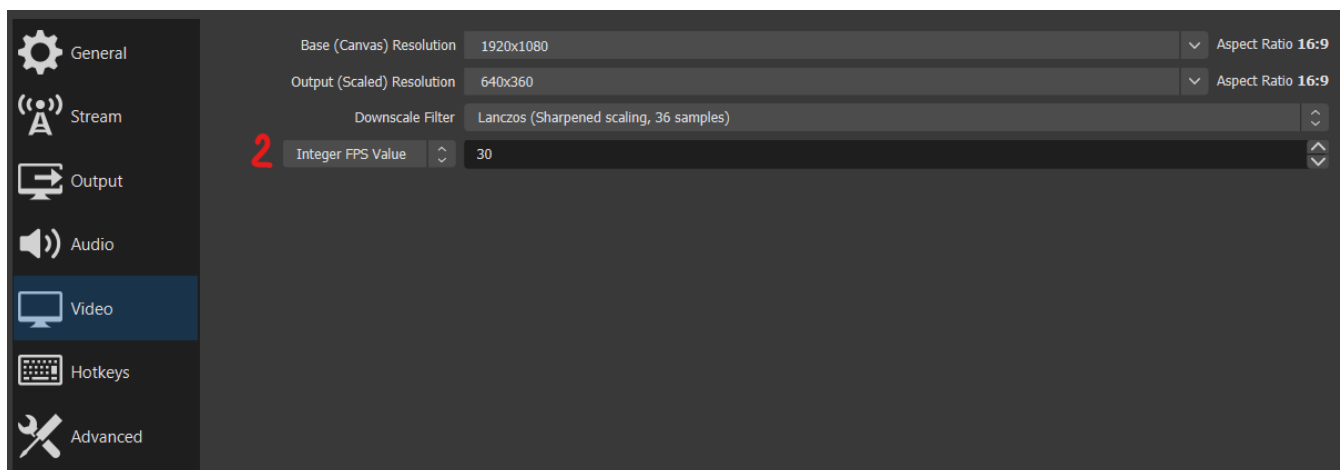 General
Stream
Output
Audio
Video
Hotkeys
Advanced
Base (Canvas) Resolution 1920x1080 Aspect Ratio 16:9
Output (Scaled) Resolution 640x360 Aspect Ratio 16:9
Downscale Filter Lanczos (Sharpened scaling, 36 samples)
2 Integer FPS Value 30